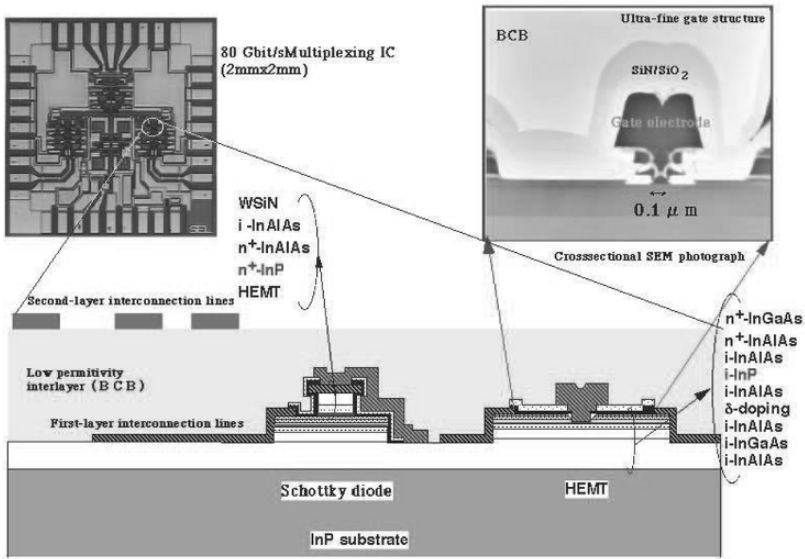 80 Gbit/sMultiplexing IC
(2mmx2mm)
Ultra-fine gate structure
BCB
SiN/SiO2
Gate electrode
0.1 μ m
Crosssectional SEM photograph
WSiN
i -InAlAs
n+-InAlAs
n+-InP
HEMT
Second-layer interconnection lines
Low permitivity
interlayer (BCB)
First-layer interconnection lines
n+-InGaAs
n+-InAlAs
i-InAlAs
i-InP
i-InAlAs
δ-doping
i-InAlAs
i-InGaAs
i-InAlAs
Schottky diode
HEMT
InP substrate